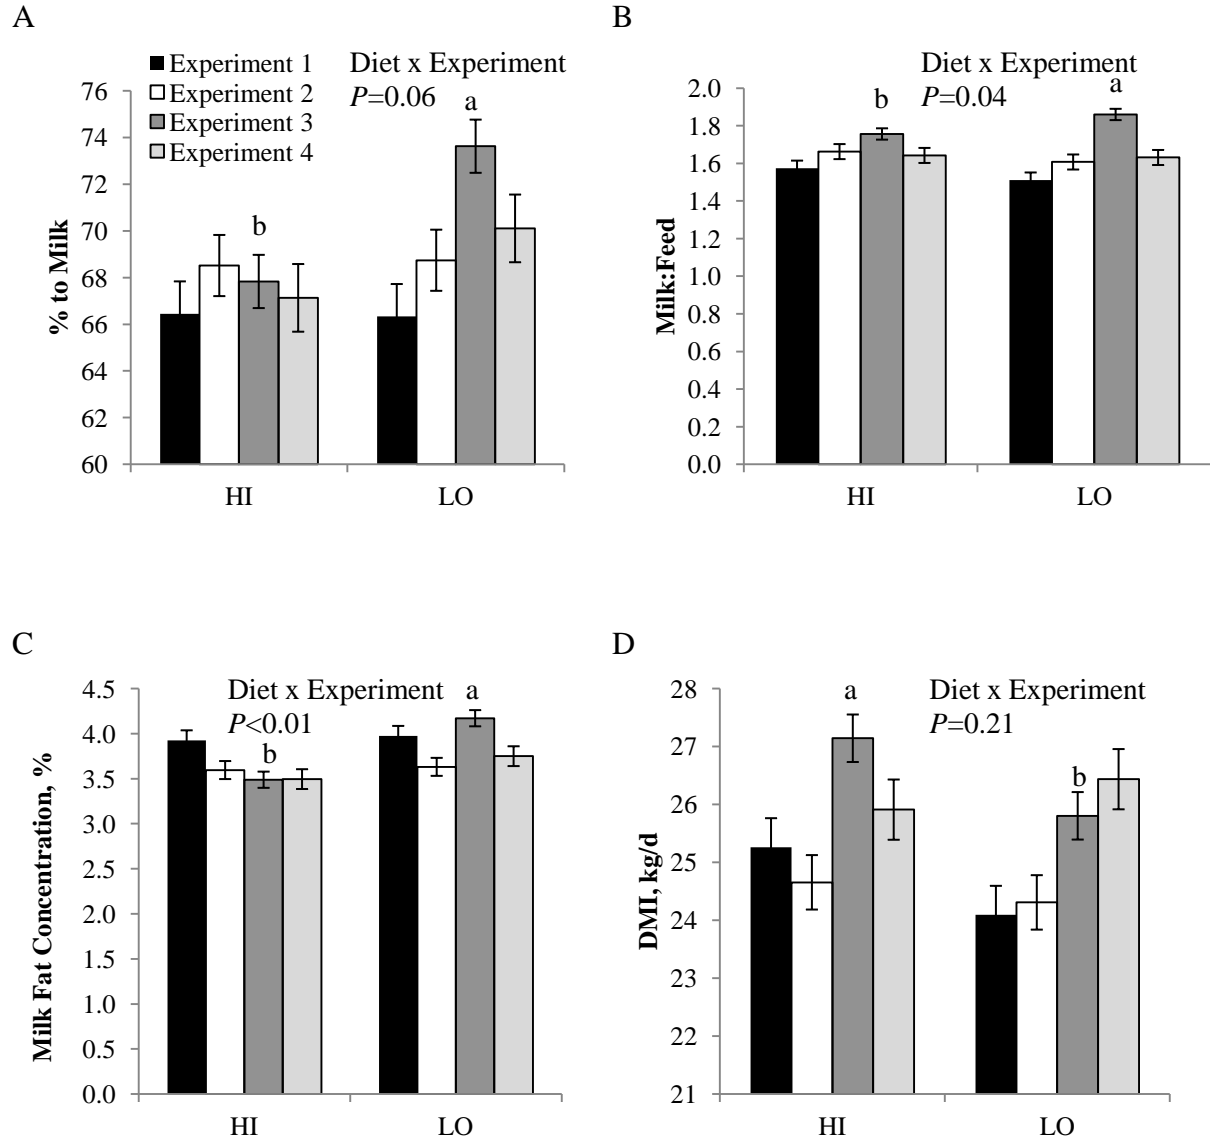 A
Experiment 1
Experiment 2
Experiment 3
Experiment 4
Diet x Experiment
P=0.06
% to Milk
76
74
72
70
68
66
64
62
60
b
a
HI
LO
B
Diet x Experiment
P=0.04
Milk:Feed
2.0
1.8
1.6
1.4
1.2
1.0
0.8
0.6
0.4
0.2
0.0
b
a
HI
LO
C
Diet x Experiment
P<0.01
Milk Fat Concentration, %
4.5
4.0
3.5
3.0
2.5
2.0
1.5
1.0
0.5
0.0
b
a
HI
LO
D
Diet x Experiment
P=0.21
DMI, kg/d
28
27
26
25
24
23
22
21
a
b
HI
LO